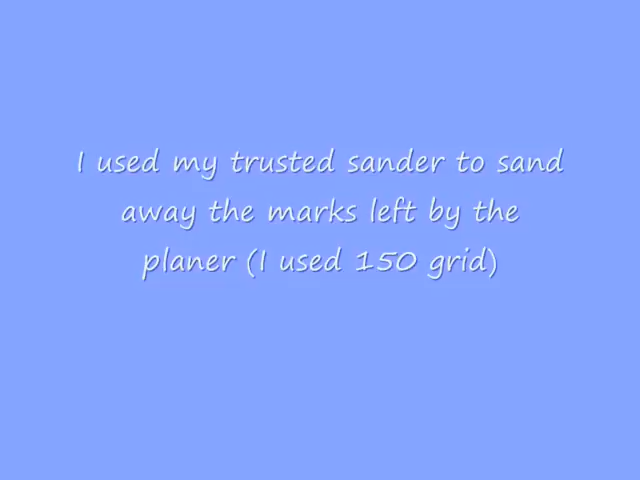 I used my trusted sander to sand
away the marks left by the
planer (I used 150 grid)